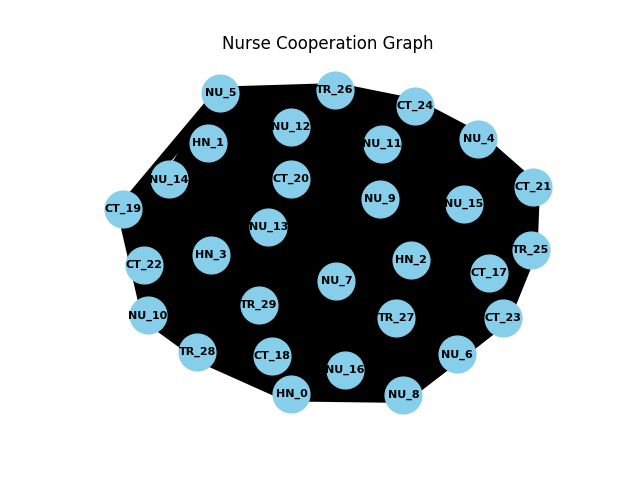 Nurse Cooperation Graph
NU_5
TR_26
CT_24
NU_12
NU_4
HN_1
NU_11
NU_14
CT_20
CT_21
NU_9
NU_15
CT_19
NU_13
TR_25
HN_3
HN_2
CT_22
CT_17
NU_7
TR_29
NU_10
TR_27
CT_23
TR_28
CT_18
NU_6
NU_16
HN_0
NU_8